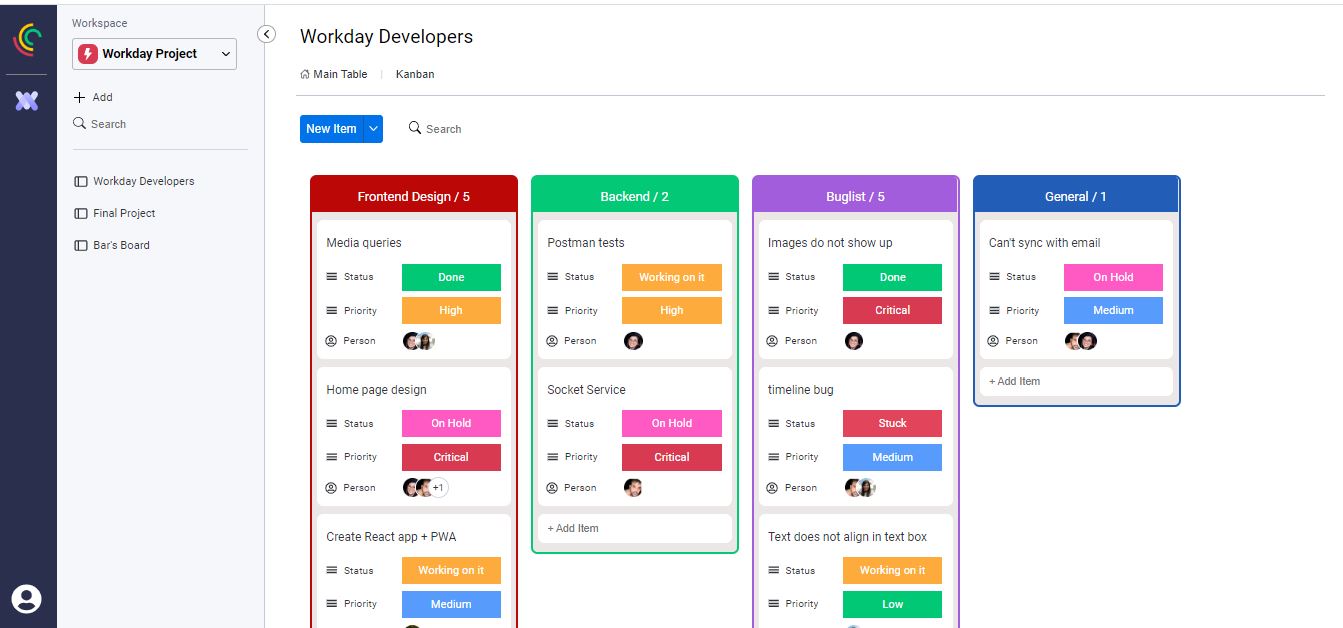 Workspace
Workday Project
Add
Search
Workday Developers
Final Project
Bar's Board
Workday Developers
Main Table | Kanban
New Item
Search
Frontend Design / 5
Media queries
Status Done
Priority High
Person
Home page design
Status On Hold
Priority Critical
Person +1
Create React app + PWA
Status Working on it
Priority Medium
Backend / 2
Postman tests
Status Working on it
Priority High
Person
Socket Service
Status On Hold
Priority Critical
Person
+ Add Item
Buglist / 5
Images do not show up
Status Done
Priority Critical
Person
timeline bug
Status Stuck
Priority Medium
Person
Text does not align in text box
Status Working on it
Priority Low
General / 1
Can't sync with email
Status On Hold
Priority Medium
Person
+ Add Item